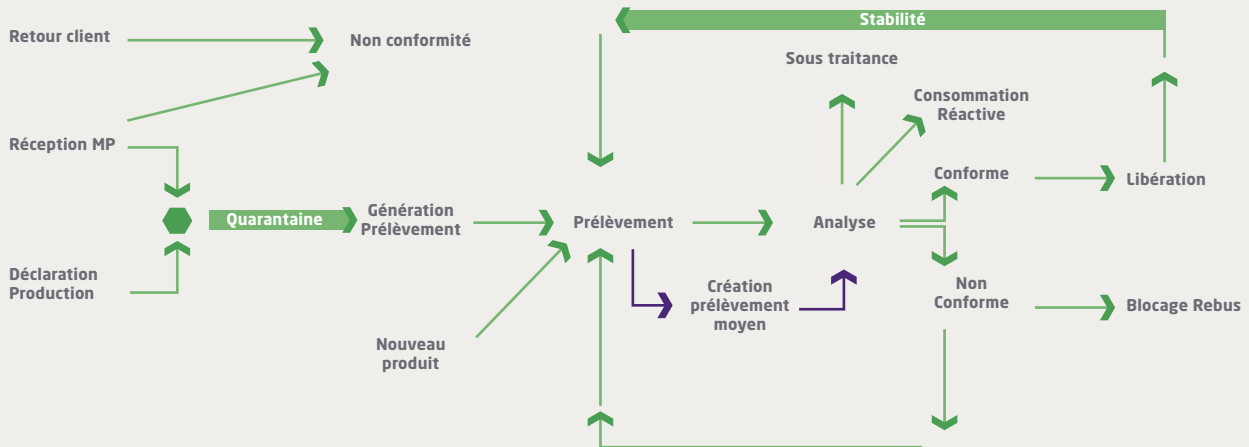 Stabilité
Retour client
Non conformité
Sous traitance
Consommation
Réactive
Réception MP
Conforme
Libération
Quarantaine
Génération
Prélèvement
Prélèvement
Analyse
Déclaration
Production
Création
prélèvement
moyen
Non
Conforme
Blocage Rebus
Nouveau
produit